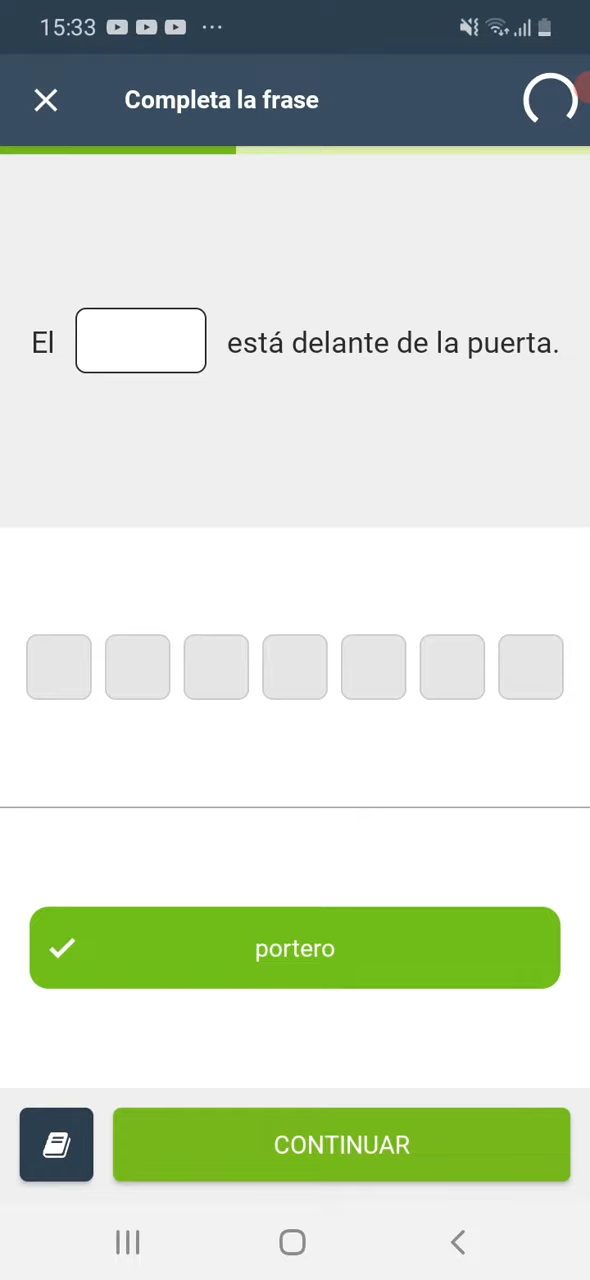 15:33
Completa la frase
El está delante de la puerta.
portero
CONTINUAR